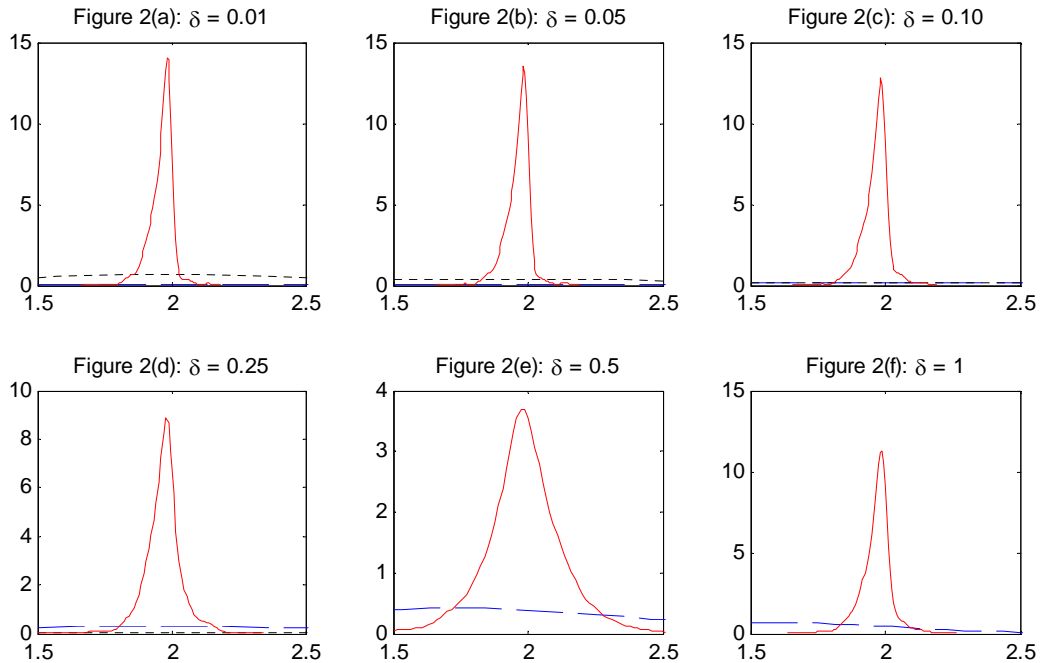 Figure 2(a): δ = 0.01
Figure 2(b): δ = 0.05
Figure 2(c): δ = 0.10
15
10
5
0
1.5 2 2.5
15
10
5
0
1.5 2 2.5
15
10
5
0
1.5 2 2.5
Figure 2(d): δ = 0.25
Figure 2(e): δ = 0.5
Figure 2(f): δ = 1
10
8
6
4
2
0
1.5 2 2.5
4
3
2
1
0
1.5 2 2.5
15
10
5
0
1.5 2 2.5